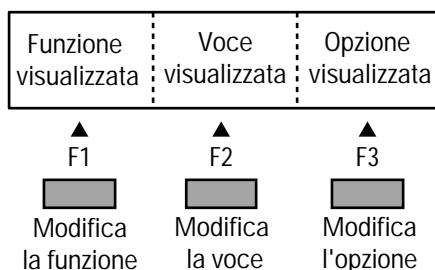 Funzione
visualizzata
Voce
visualizzata
Opzione
visualizzata
F1
F2
F3
Modifica
la funzione
Modifica
la voce
Modifica
l'opzione